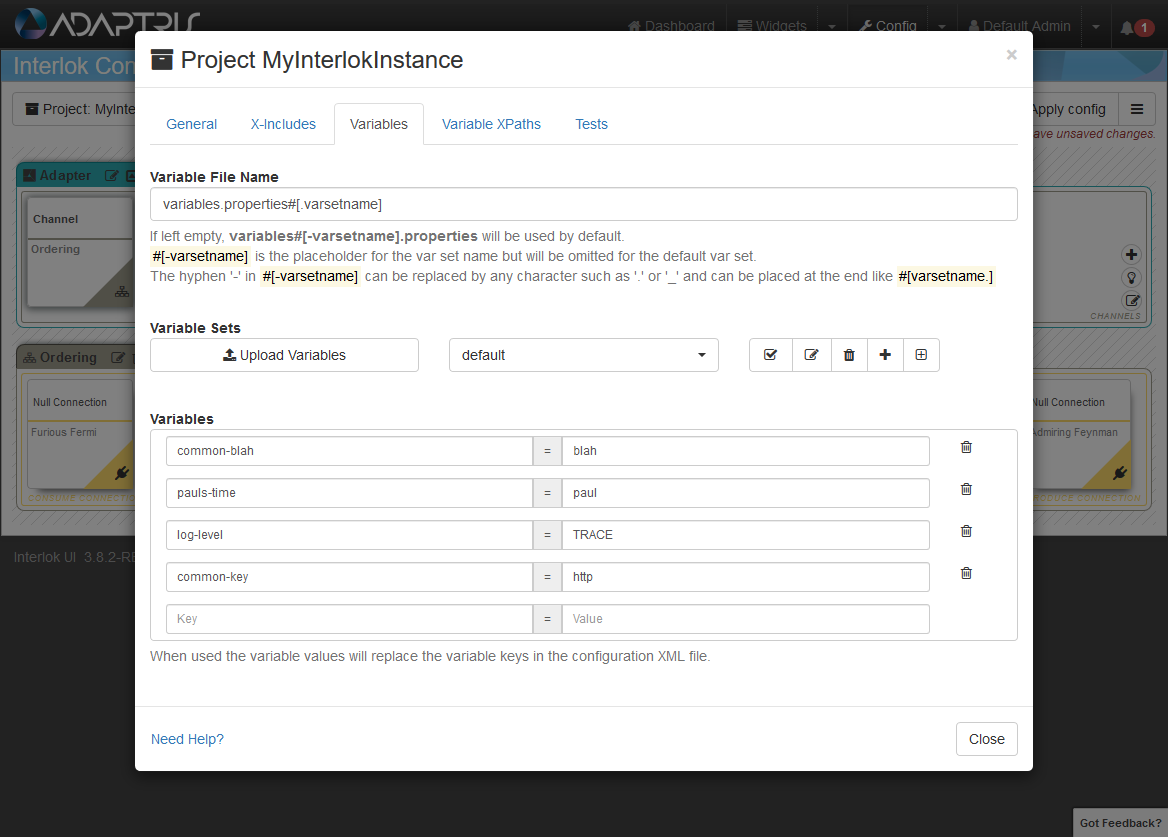 ADAPTRIS
Dashboard
Widgets
Config
Default Admin
1
Interlok Con
Project: MyInte
Apply config
ave unsaved changes.
Project MyInterlokInstance
×
General
X-Includes
Variables
Variable XPaths
Tests
Variable File Name
variables.properties#[.varsetname]
If left empty, variables#[-varsetname].properties will be used by default.
#[-varsetname] is the placeholder for the var set name but will be omitted for the default var set.
The hyphen '-' in #[-varsetname] can be replaced by any character such as '.' or '_' and can be placed at the end like #[varsetname.]
Variable Sets
Upload Variables
default
Variables
common-blah = blah
pauls-time = paul
log-level = TRACE
common-key = http
Key = Value
When used the variable values will replace the variable keys in the configuration XML file.
Need Help?
Close
Adapter
Channel
Ordering
CHANNELS
Ordering
Null Connection
Furious Fermi
CONSUME CONNECTIO
Null Connection
Admiring Feynman
ODUCE CONNECTION
Interlok UI 3.8.2-RE
Got Feedback?